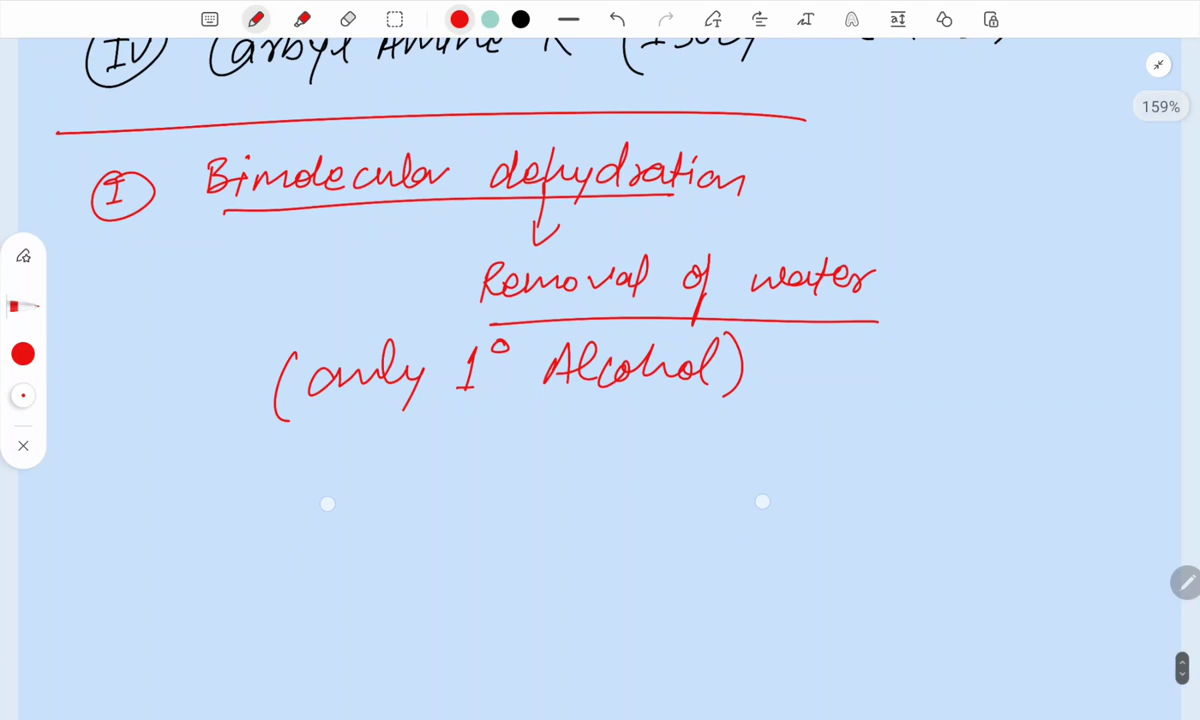 (IV) Carbyl Amine R
(I) Bimolecular dehydration
Removal of water
(only 1° Alcohol)
159%